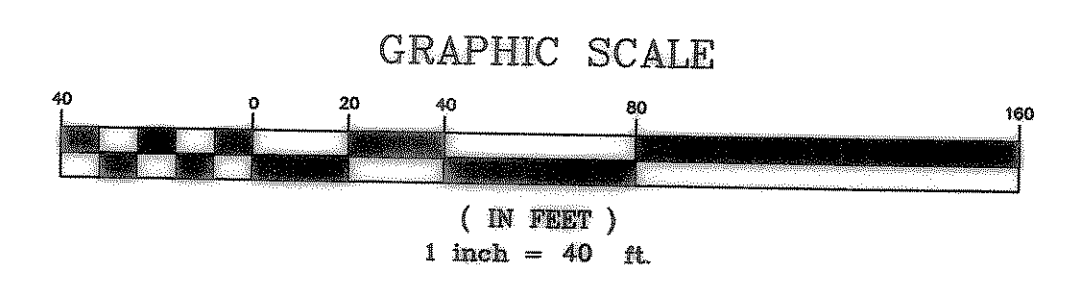 GRAPHIC SCALE
40 0 20 40 80 160
( IN FEET )
1 inch = 40 ft.